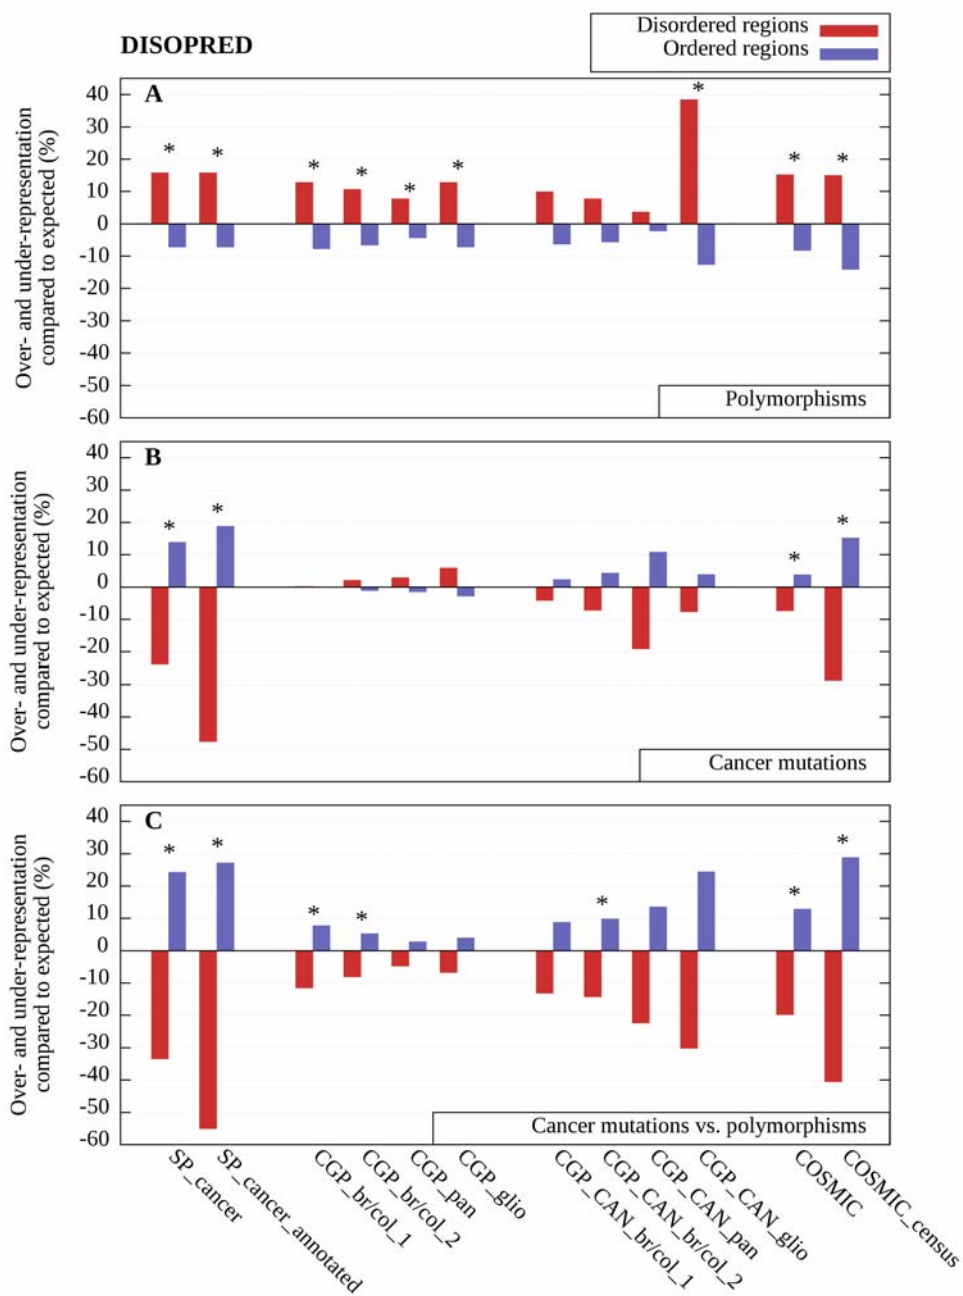 DISOPRED
Disordered regions
Ordered regions
A
*
*
*
*
*
*
*
*
*
40
30
20
10
0
-10
-20
-30
-40
-50
-60
Over- and under-representation
compared to expected (%)
Polymorphisms
B
*
*
*
*
40
30
20
10
0
-10
-20
-30
-40
-50
-60
Over- and under-representation
compared to expected (%)
Cancer mutations
C
*
*
*
*
*
*
*
40
30
20
10
0
-10
-20
-30
-40
-50
-60
Over- and under-representation
compared to expected (%)
Cancer mutations vs. polymorphisms
SP_cancer
SP_cancer_annotated
CGP_br/col_1
CGP_br/col_2
CGP_pan
CGP_glio
CGP_CAN_br/col_1
CGP_CAN_br/col_2
CGP_CAN_pan
CGP_CAN_glio
COSMIC
COSMIC_census